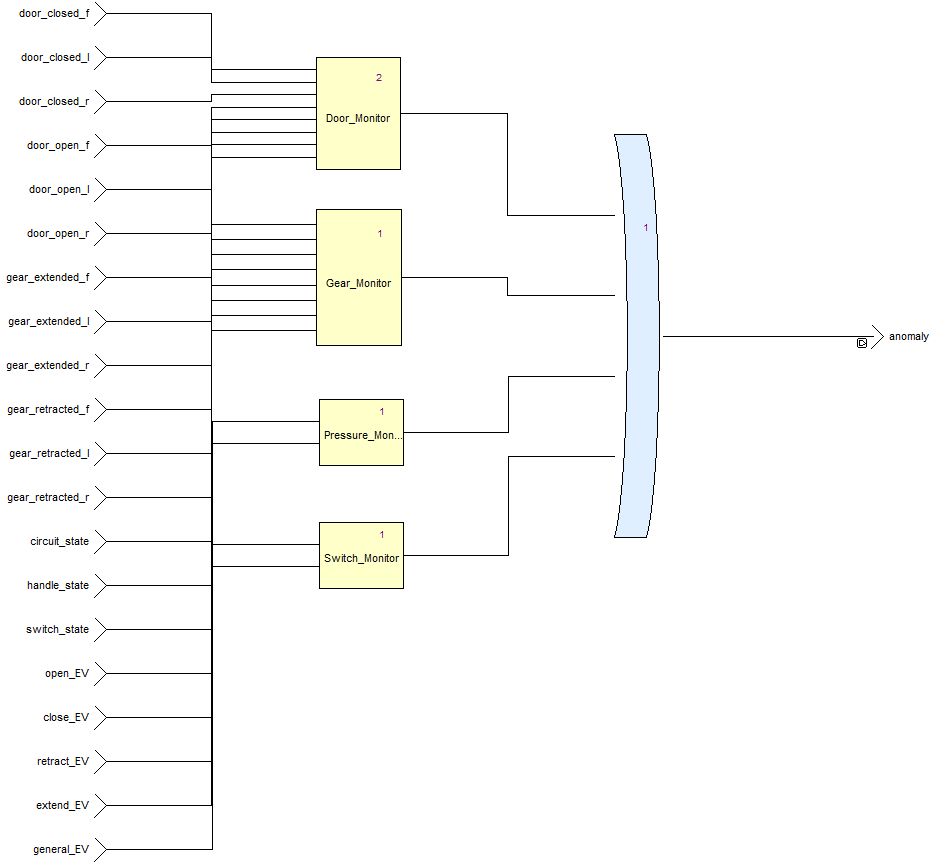 door_closed_f
door_closed_l
door_closed_r
door_open_f
door_open_l
door_open_r
gear_extended_f
gear_extended_l
gear_extended_r
gear_retracted_f
gear_retracted_l
gear_retracted_r
circuit_state
handle_state
switch_state
open_EV
close_EV
retract_EV
extend_EV
general_EV
2
Door_Monitor
1
Gear_Monitor
1
Pressure_Mon...
1
Switch_Monitor
1
anomaly